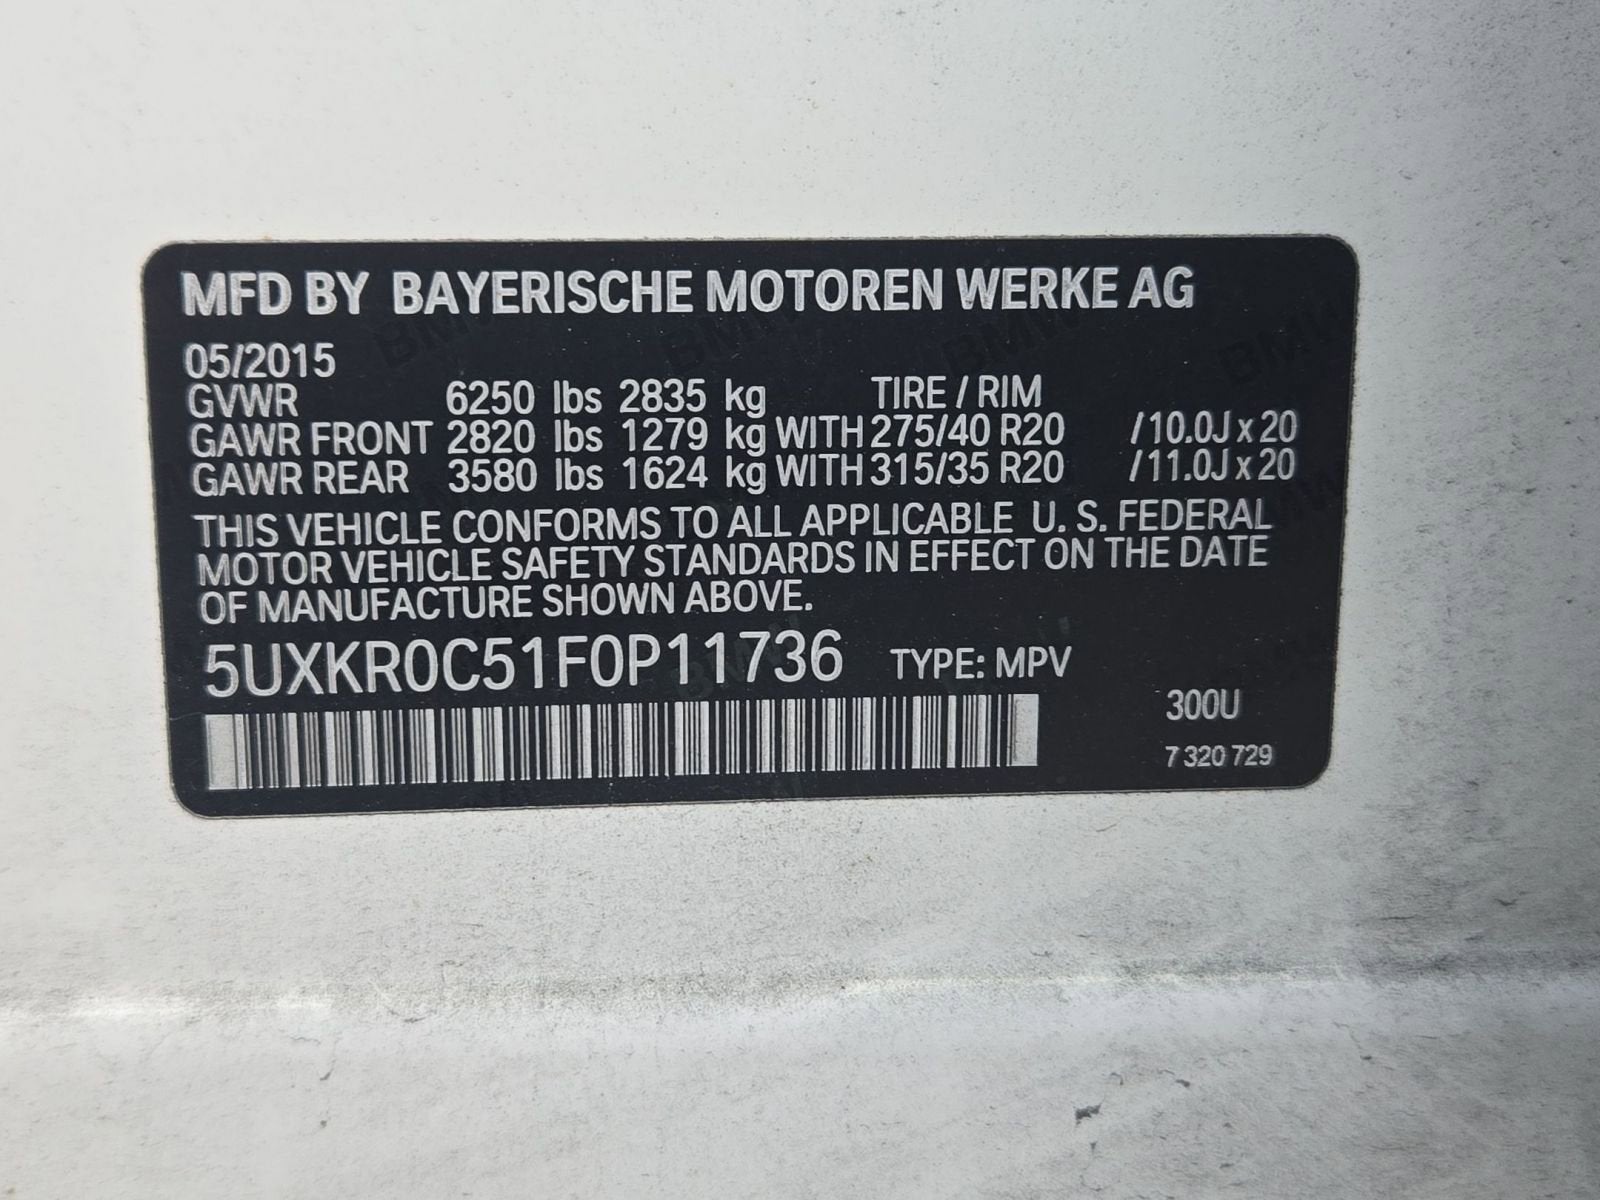 MFD BY BAYERISCHE MOTOREN WERKE AG
05/2015
GVWR 6250 lbs 2835 kg TIRE / RIM
GAWR FRONT 2820 lbs 1279 kg WITH 275/40 R20 /10.0J x 20
GAWR REAR 3580 lbs 1624 kg WITH 315/35 R20 /11.0J x 20
THIS VEHICLE CONFORMS TO ALL APPLICABLE U. S. FEDERAL
MOTOR VEHICLE SAFETY STANDARDS IN EFFECT ON THE DATE
OF MANUFACTURE SHOWN ABOVE.
5UXKR0C51F0P11736 TYPE: MPV
300U
7 320 729